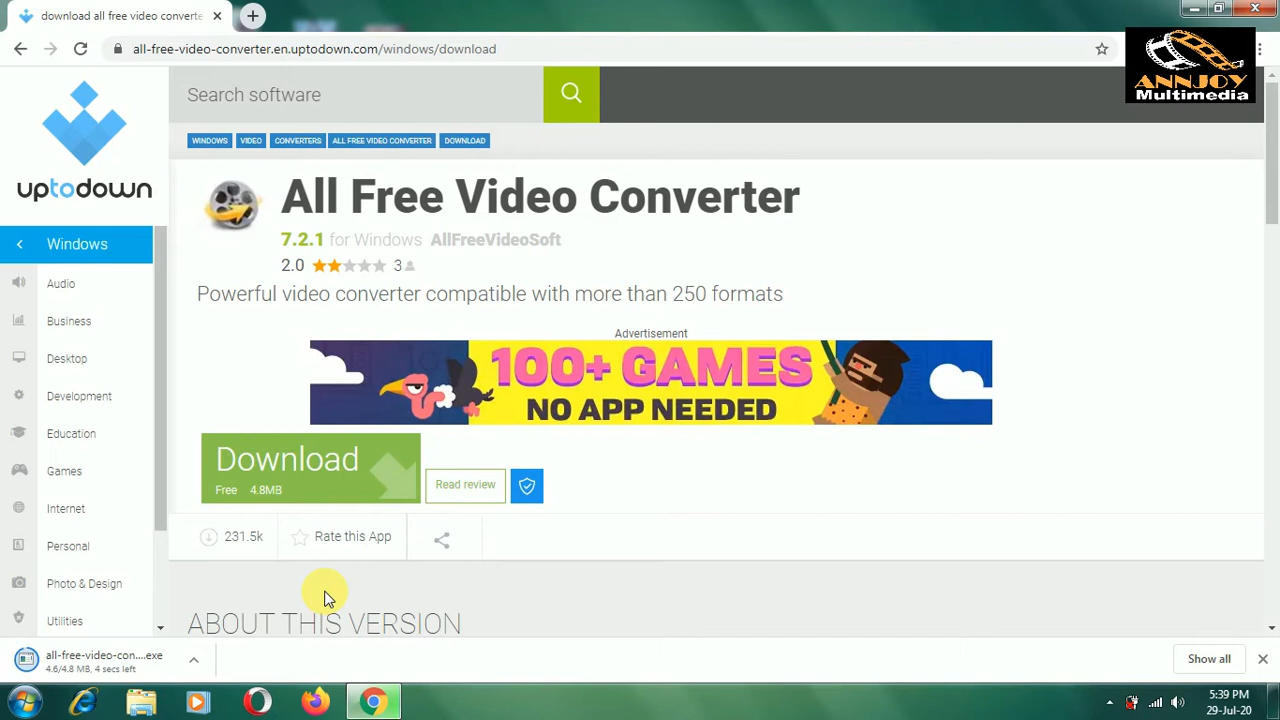 download all free video converte
all-free-video-converter.en.uptodown.com/windows/download
ANNJOY
Multimedia
uptodown
Search software
WINDOWS
VIDEO
CONVERTERS
ALL FREE VIDEO CONVERTER
DOWNLOAD
All Free Video Converter
7.2.1 for Windows AllFreeVideoSoft
2.0 3
Powerful video converter compatible with more than 250 formats
Windows
Audio
Business
Desktop
Development
Education
Games
Internet
Personal
Photo & Design
Utilities
Advertisement
100+ GAMES
NO APP NEEDED
Download
Free 4.8MB
Read review
231.5k
Rate this App
ABOUT THIS VERSION
all-free-video-con....exe
4.6/4.8 MB, 4 secs left
Show all
5:39 PM
29-Jul-20